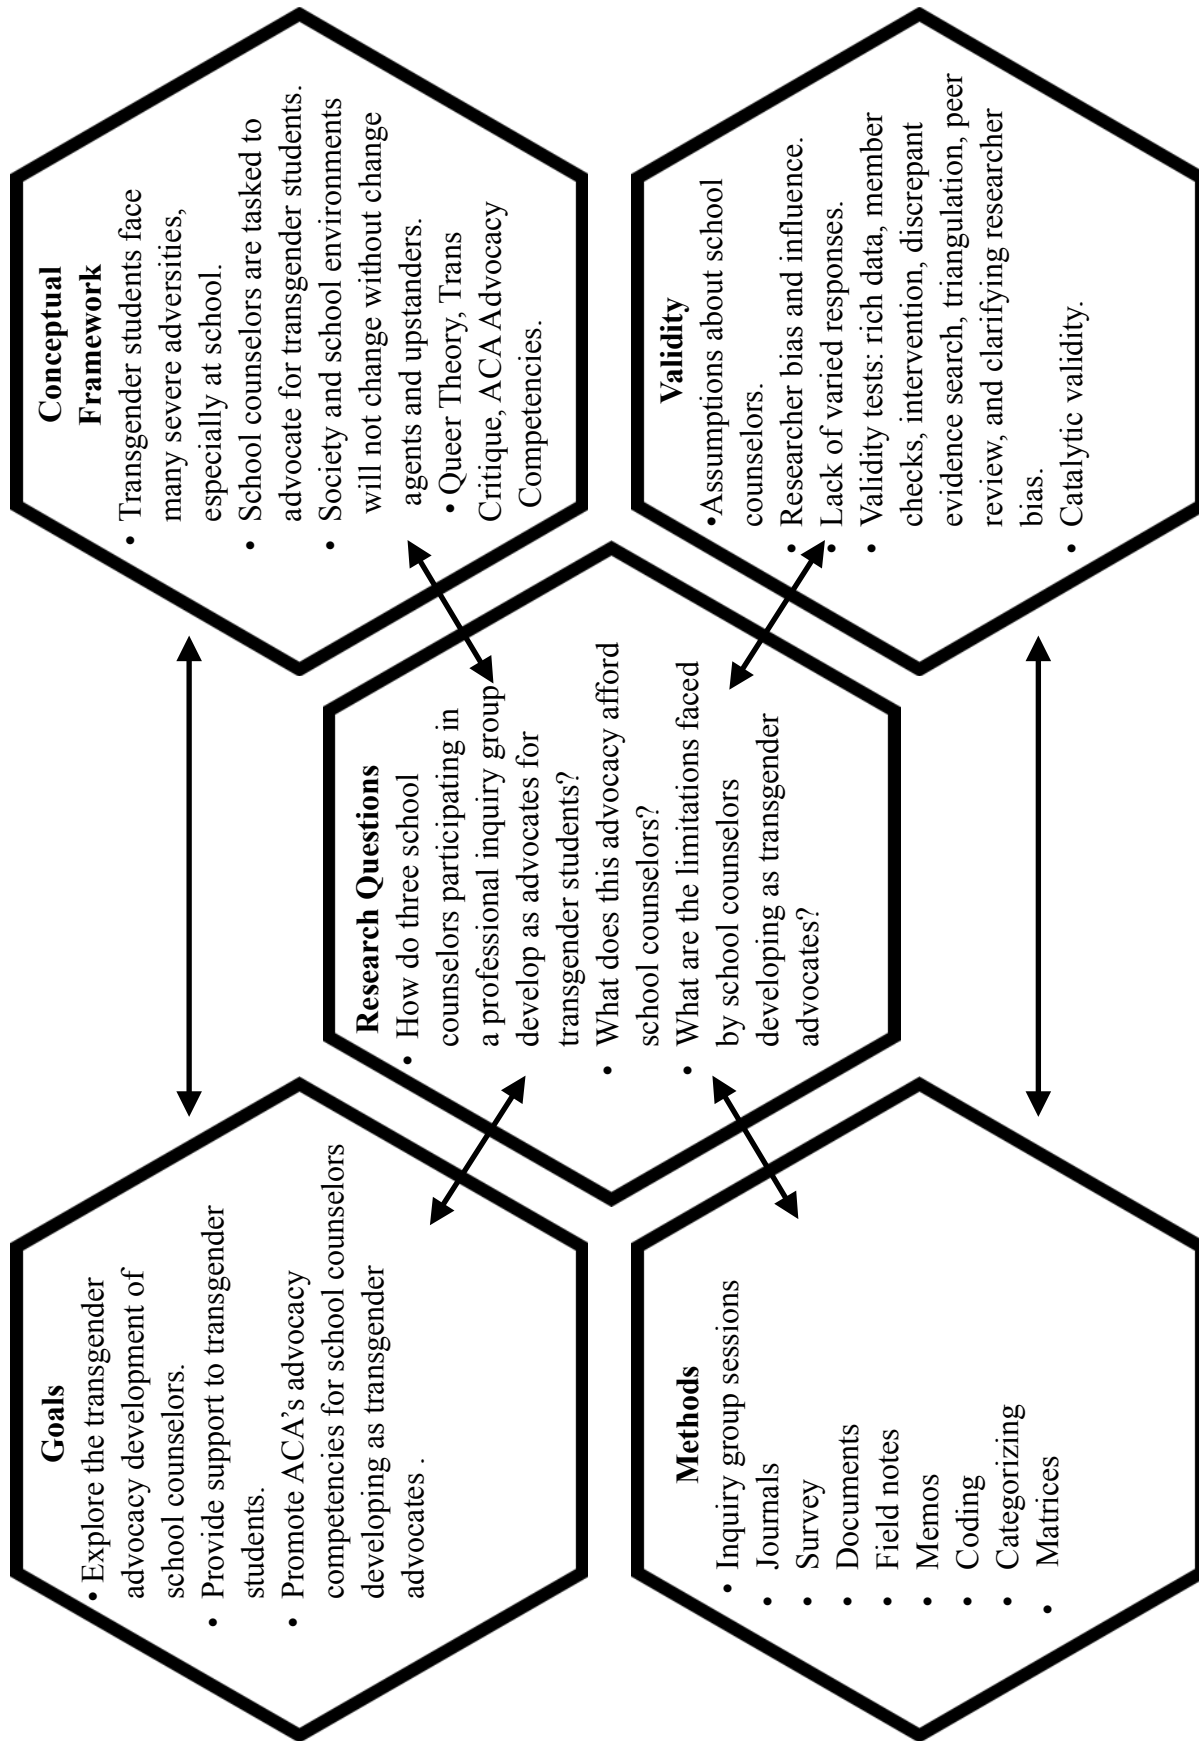 Goals
• Explore the transgender
advocacy development of
school counselors.
• Provide support to transgender
students.
• Promote ACA’s advocacy
competencies for school counselors
developing as transgender
advocates .
Conceptual
Framework
• Transgender students face
many severe adversities,
especially at school.
• School counselors are tasked to
advocate for transgender students.
• Society and school environments
will not change without change
agents and upstanders.
• Queer Theory, Trans
Critique, ACA Advocacy
Competencies.
Research Questions
• How do three school
counselors participating in
a professional inquiry group
develop as advocates for
transgender students?
• What does this advocacy afford
school counselors?
• What are the limitations faced
by school counselors
developing as transgender
advocates?
Methods
• Inquiry group sessions
• Journals
• Survey
• Documents
• Field notes
• Memos
• Coding
• Categorizing
• Matrices
Validity
•Assumptions about school
counselors.
• Researcher bias and influence.
• Lack of varied responses.
• Validity tests: rich data, member
checks, intervention, discrepant
evidence search, triangulation, peer
review, and clarifying researcher
bias.
• Catalytic validity.